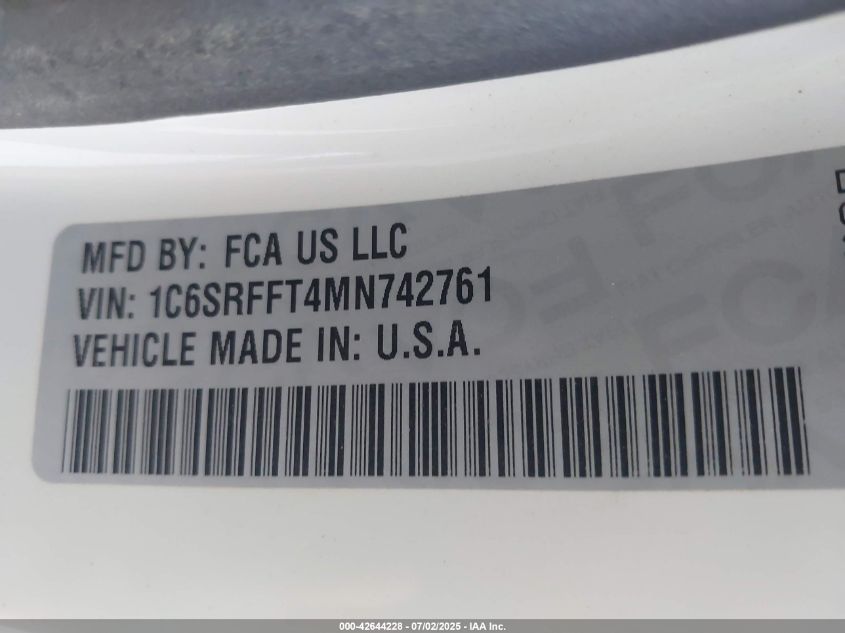 MFD BY: FCA US LLC
VIN: 1C6SRFFT4MN742761
VEHICLE MADE IN: U.S.A.
000-42644228 - 07/02/2025 - IAA Inc.